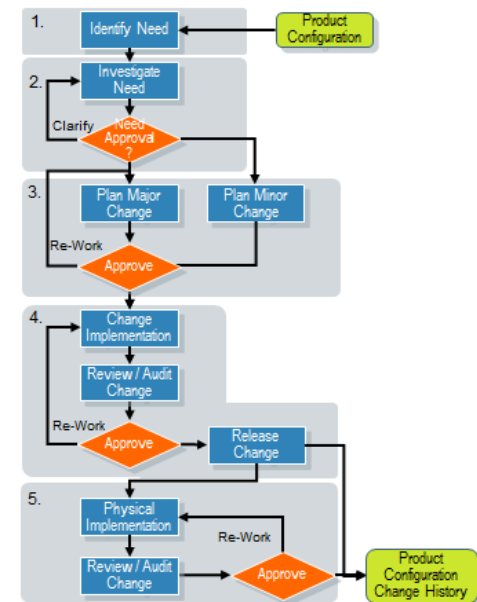 1.
Identify Need
Product
Configuration
2.
Investigate
Need
Clarify
Need
Approval
?
3.
Plan Major
Change
Plan Minor
Change
Re-Work
Approve
4.
Change
Implementation
Review / Audit
Change
Re-Work
Approve
Release
Change
5.
Physical
Implementation
Re-Work
Review / Audit
Change
Approve
Product
Configuration
Change History